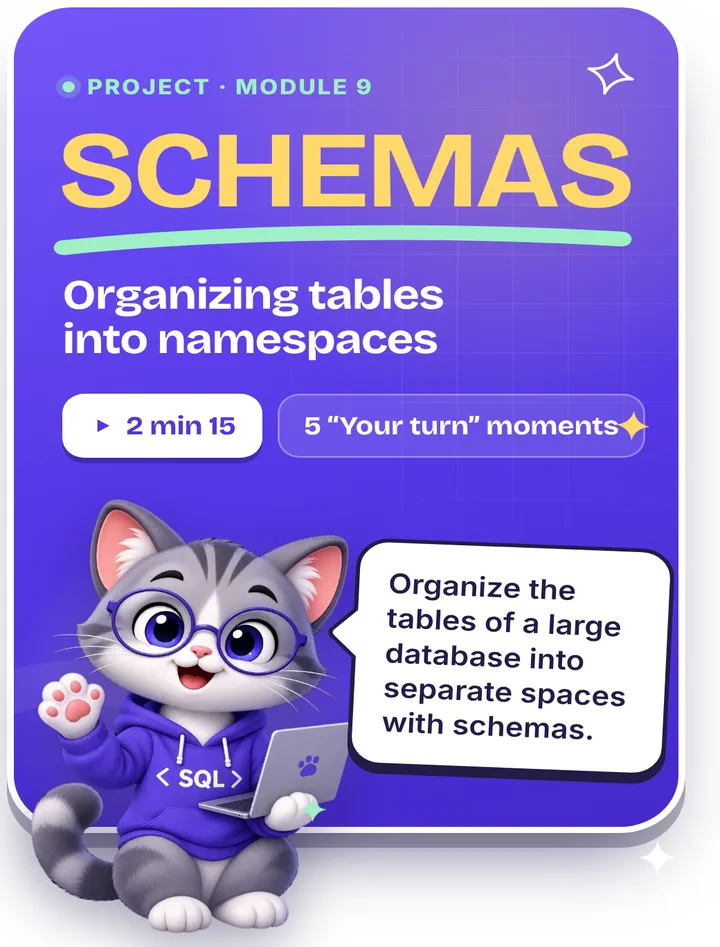 PROJECT · MODULE 9
SCHEMAS
Organizing tables
into namespaces
2 min 15
5 “Your turn” moments
Organize the
tables of a large
database into
separate spaces
with schemas.
< SQL >